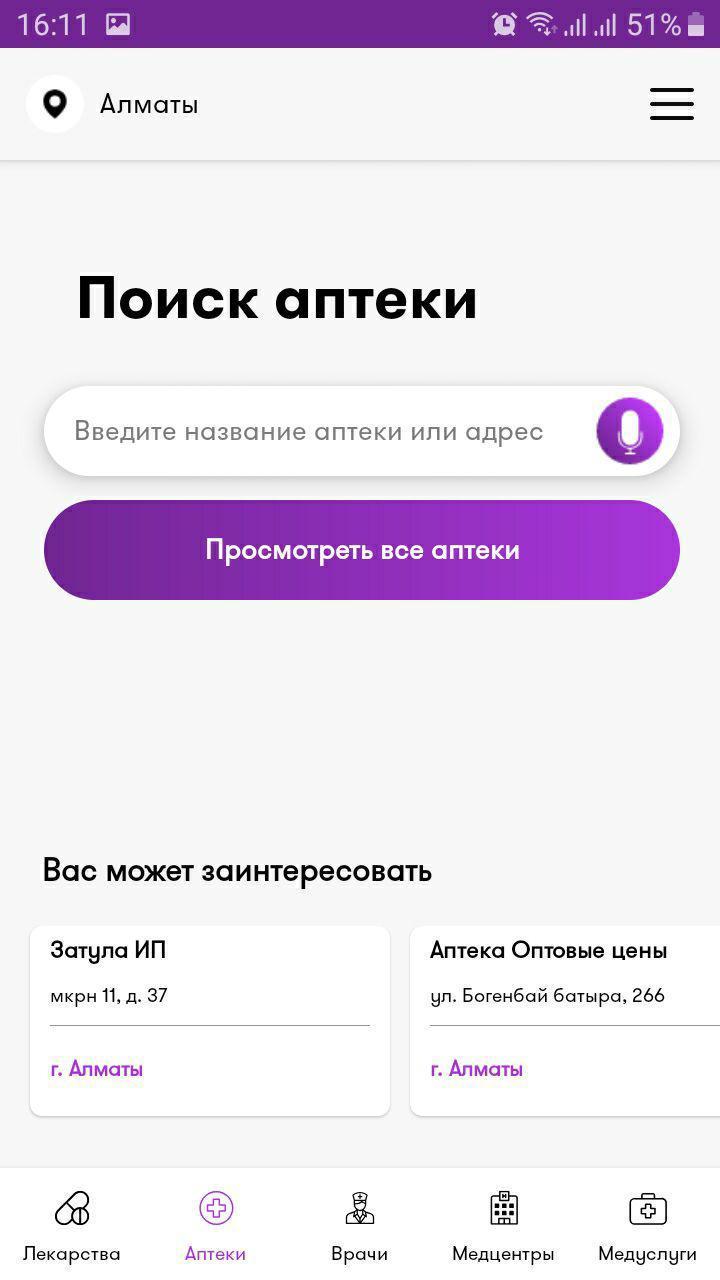 16:11 51%
Алматы
Поиск аптеки
Введите название аптеки или адрес
Просмотреть все аптеки
Вас может заинтересовать
Затула ИП
мкрн 11, д. 37
г. Алматы
Аптека Оптовые цены
ул. Богенбай батыра, 266
г. Алматы
Лекарства Аптеки Врачи Медцентры Медуслуги